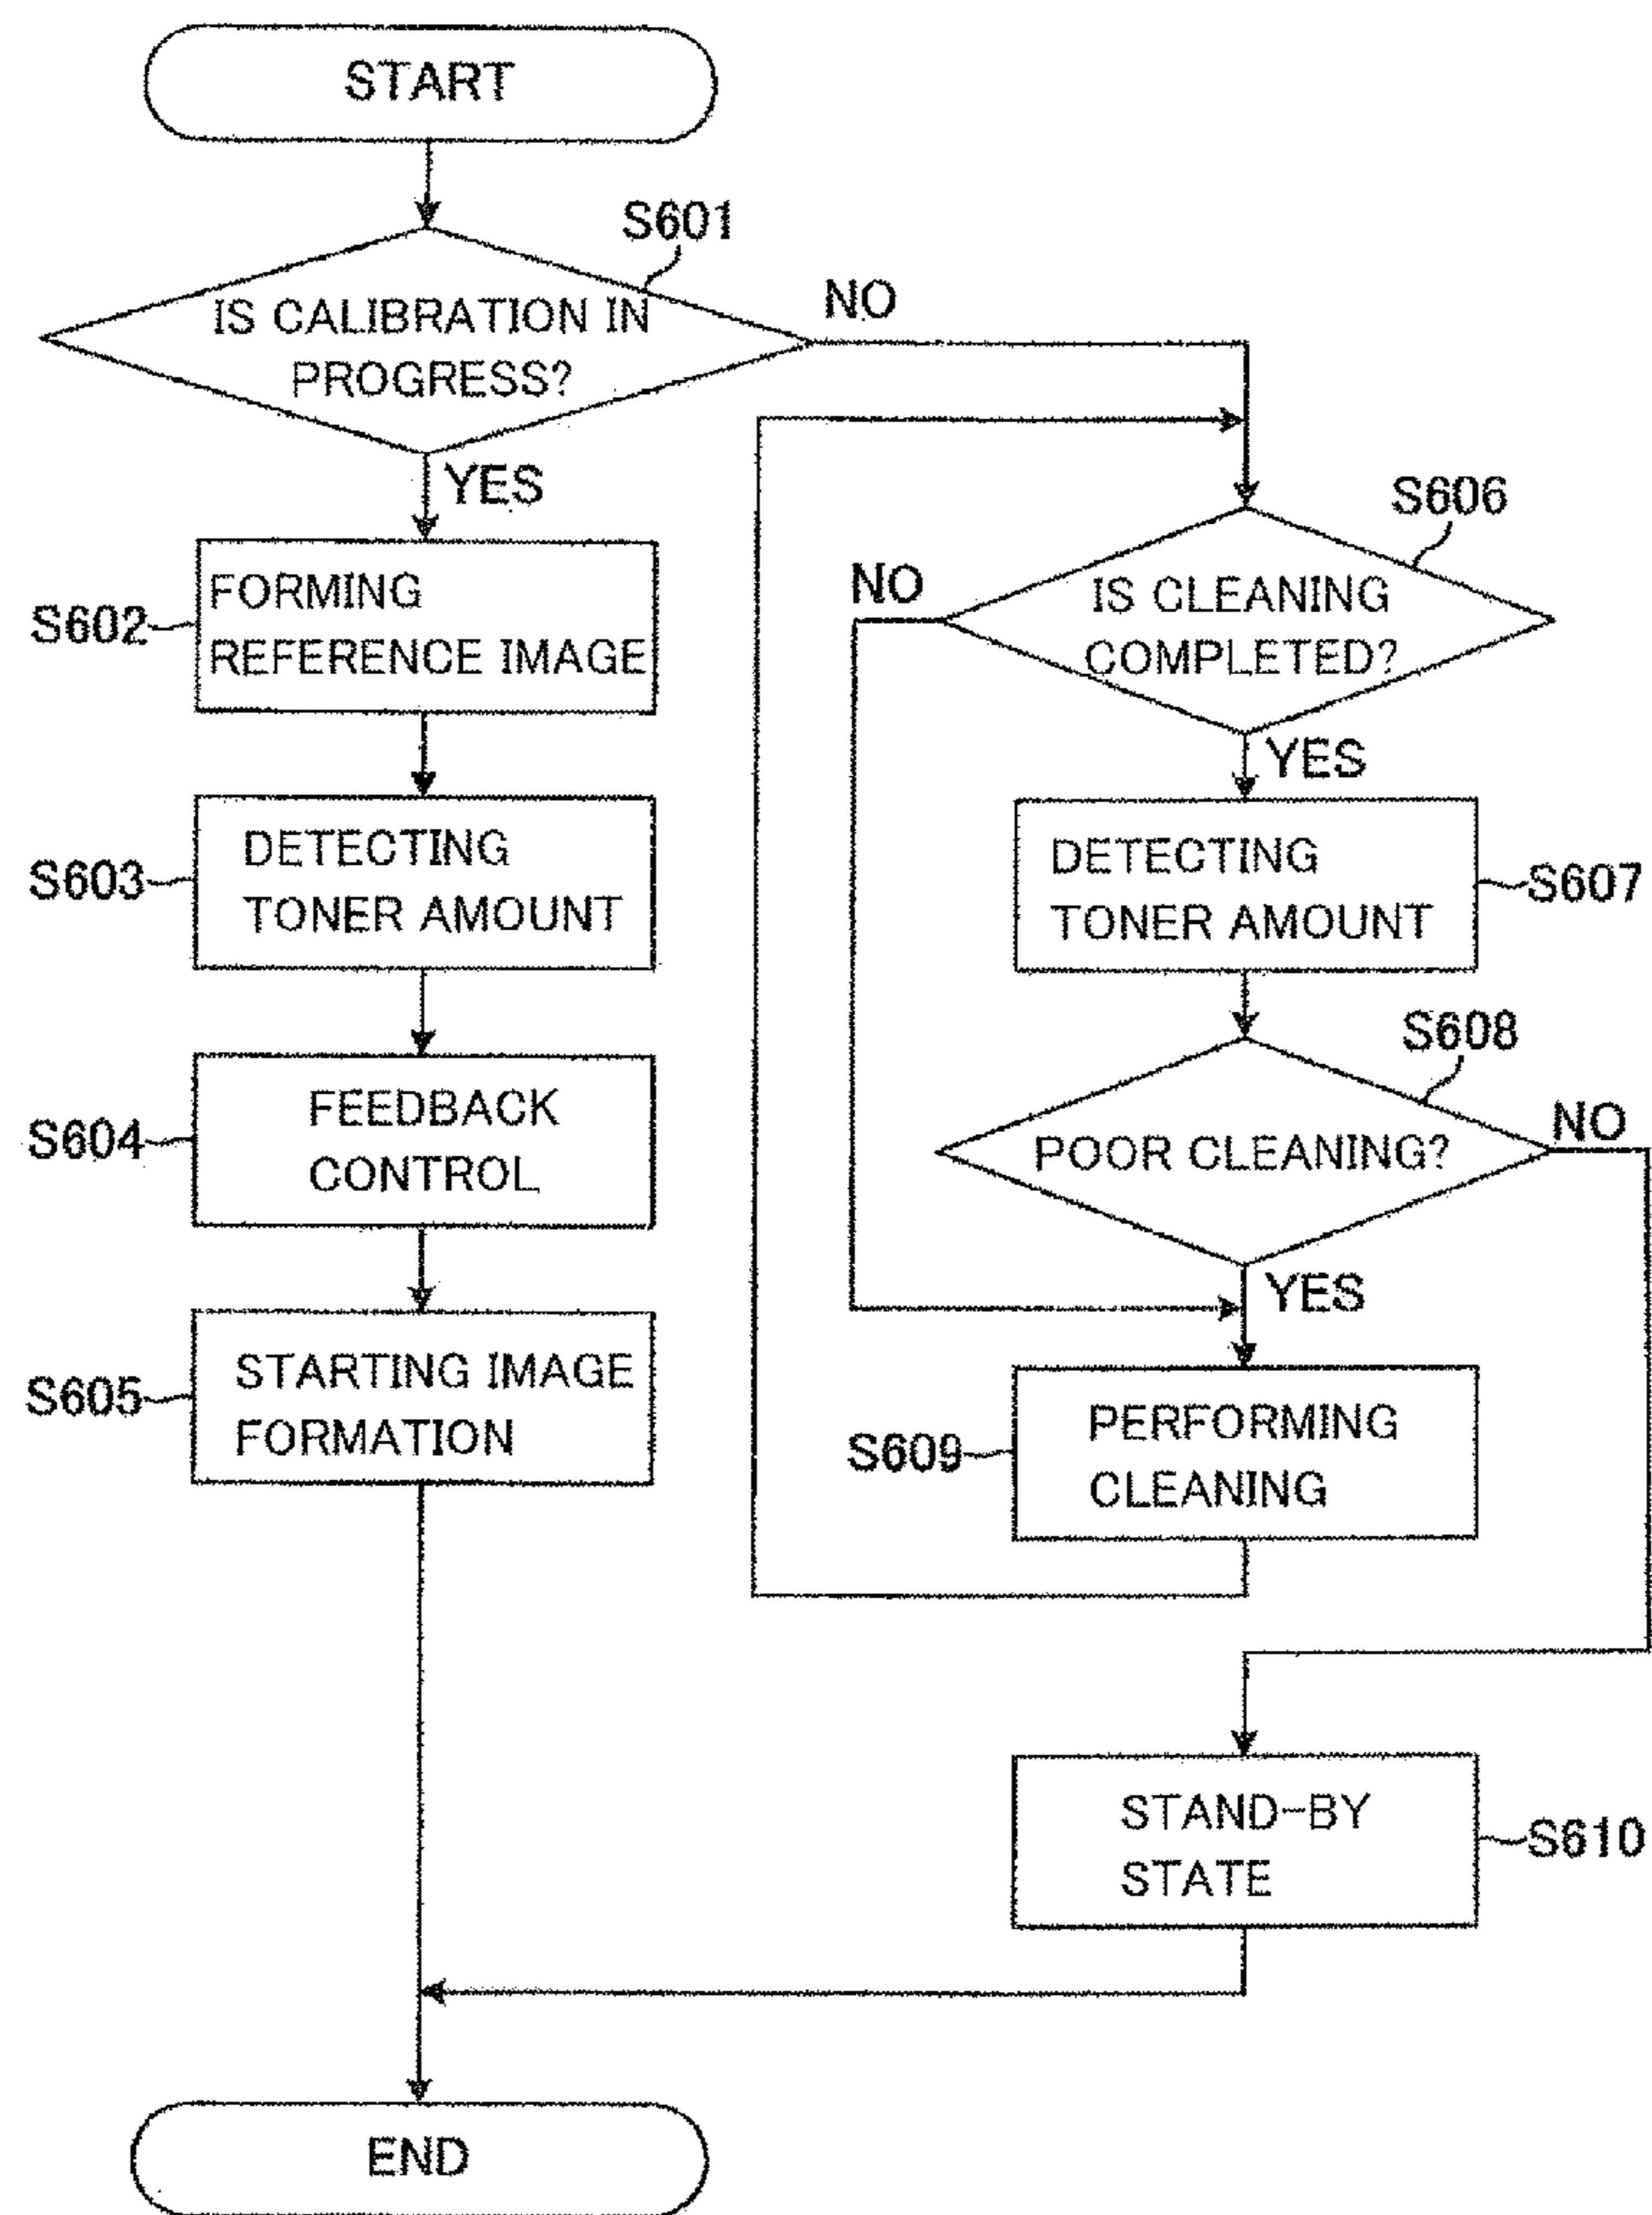 START
S601
IS CALIBRATION IN
PROGRESS?
NO
YES
S602
FORMING
REFERENCE IMAGE
S603
DETECTING
TONER AMOUNT
S604
FEEDBACK
CONTROL
S605
STARTING IMAGE
FORMATION
S606
NO
IS CLEANING
COMPLETED?
YES
DETECTING
TONER AMOUNT
S607
S608
POOR CLEANING?
NO
YES
S609
PERFORMING
CLEANING
STAND-BY
STATE
S610
END